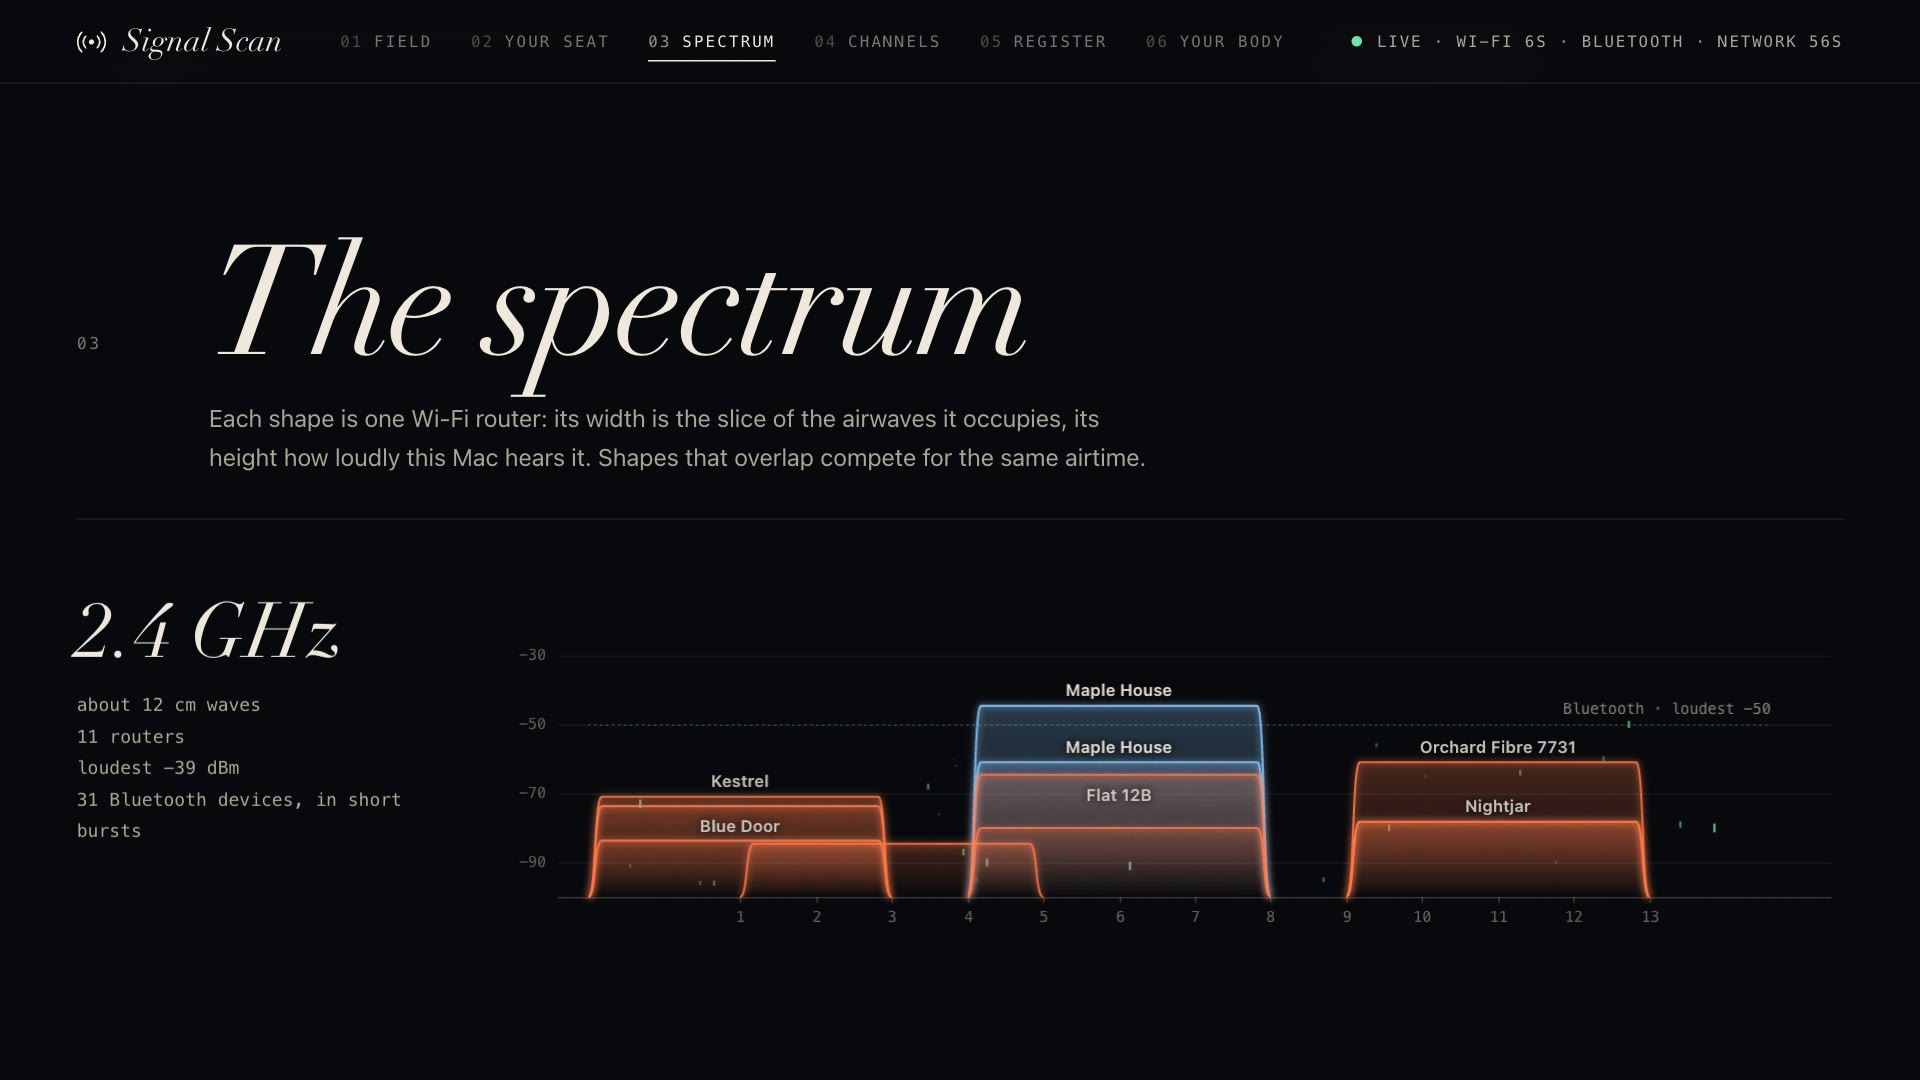 Signal Scan
01 FIELD
02 YOUR SEAT
03 SPECTRUM
04 CHANNELS
05 REGISTER
06 YOUR BODY
LIVE · WI-FI 6S · BLUETOOTH · NETWORK 56S
03
The spectrum
Each shape is one Wi-Fi router: its width is the slice of the airwaves it occupies, its
height how loudly this Mac hears it. Shapes that overlap compete for the same airtime.
2.4 GHz
about 12 cm waves
11 routers
loudest −39 dBm
31 Bluetooth devices, in short
bursts
−30
−50
−70
−90
Maple House
Bluetooth · loudest −50
Maple House
Orchard Fibre 7731
Kestrel
Flat 12B
Nightjar
Blue Door
1 2 3 4 5 6 7 8 9 10 11 12 13